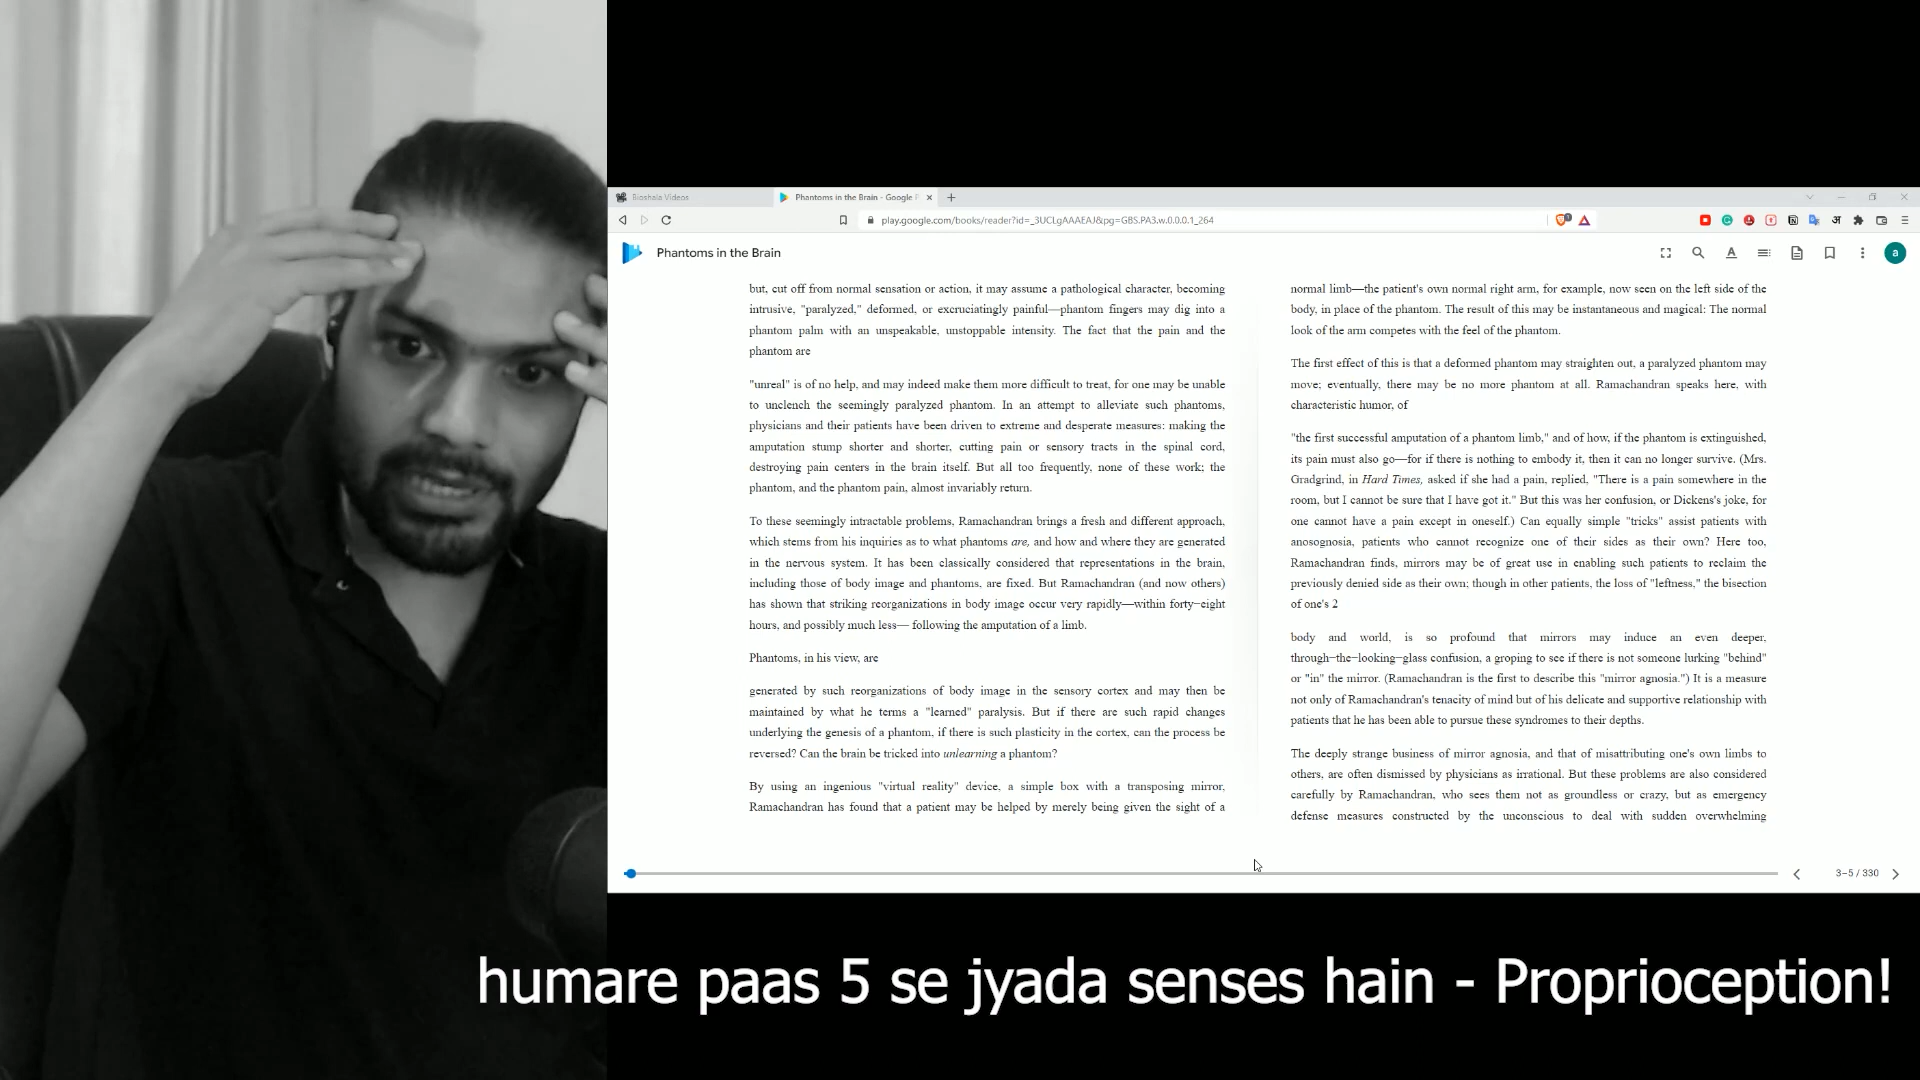 Bioshala Videos
Phantoms in the Brain - Google P
play.google.com/books/reader?id=_3UCLgAAAEAJ&pg=GBS.PA3.w.0.0.0.1_264
Phantoms in the Brain
a
but, cut off from normal sensation or action, it may assume a pathological character, becoming
intrusive, "paralyzed," deformed, or excruciatingly painful—phantom fingers may dig into a
phantom palm with an unspeakable, unstoppable intensity. The fact that the pain and the
phantom are
"unreal" is of no help, and may indeed make them more difficult to treat, for one may be unable
to unclench the seemingly paralyzed phantom. In an attempt to alleviate such phantoms,
physicians and their patients have been driven to extreme and desperate measures: making the
amputation stump shorter and shorter, cutting pain or sensory tracts in the spinal cord,
destroying pain centers in the brain itself. But all too frequently, none of these work; the
phantom, and the phantom pain, almost invariably return.
To these seemingly intractable problems, Ramachandran brings a fresh and different approach,
which stems from his inquiries as to what phantoms are, and how and where they are generated
in the nervous system. It has been classically considered that representations in the brain,
including those of body image and phantoms, are fixed. But Ramachandran (and now others)
has shown that striking reorganizations in body image occur very rapidly—within forty-eight
hours, and possibly much less— following the amputation of a limb.
Phantoms, in his view, are
generated by such reorganizations of body image in the sensory cortex and may then be
maintained by what he terms a "learned" paralysis. But if there are such rapid changes
underlying the genesis of a phantom, if there is such plasticity in the cortex, can the process be
reversed? Can the brain be tricked into unlearning a phantom?
By using an ingenious "virtual reality" device, a simple box with a transposing mirror,
Ramachandran has found that a patient may be helped by merely being given the sight of a
normal limb—the patient's own normal right arm, for example, now seen on the left side of the
body, in place of the phantom. The result of this may be instantaneous and magical: The normal
look of the arm competes with the feel of the phantom.
The first effect of this is that a deformed phantom may straighten out, a paralyzed phantom may
move; eventually, there may be no more phantom at all. Ramachandran speaks here, with
characteristic humor, of
"the first successful amputation of a phantom limb," and of how, if the phantom is extinguished,
its pain must also go—for if there is nothing to embody it, then it can no longer survive. (Mrs.
Gradgrind, in Hard Times, asked if she had a pain, replied, "There is a pain somewhere in the
room, but I cannot be sure that I have got it." But this was her confusion, or Dickens's joke, for
one cannot have a pain except in oneself.) Can equally simple "tricks" assist patients with
anosognosia, patients who cannot recognize one of their sides as their own? Here too,
Ramachandran finds, mirrors may be of great use in enabling such patients to reclaim the
previously denied side as their own; though in other patients, the loss of "leftness," the bisection
of one's 2
body and world, is so profound that mirrors may induce an even deeper,
through-the-looking-glass confusion, a groping to see if there is not someone lurking "behind"
or "in" the mirror. (Ramachandran is the first to describe this "mirror agnosia.") It is a measure
not only of Ramachandran's tenacity of mind but of his delicate and supportive relationship with
patients that he has been able to pursue these syndromes to their depths.
The deeply strange business of mirror agnosia, and that of misattributing one's own limbs to
others, are often dismissed by physicians as irrational. But these problems are also considered
carefully by Ramachandran, who sees them not as groundless or crazy, but as emergency
defense measures constructed by the unconscious to deal with sudden overwhelming
3–5 / 330
humare paas 5 se jyada senses hain - Proprioception!